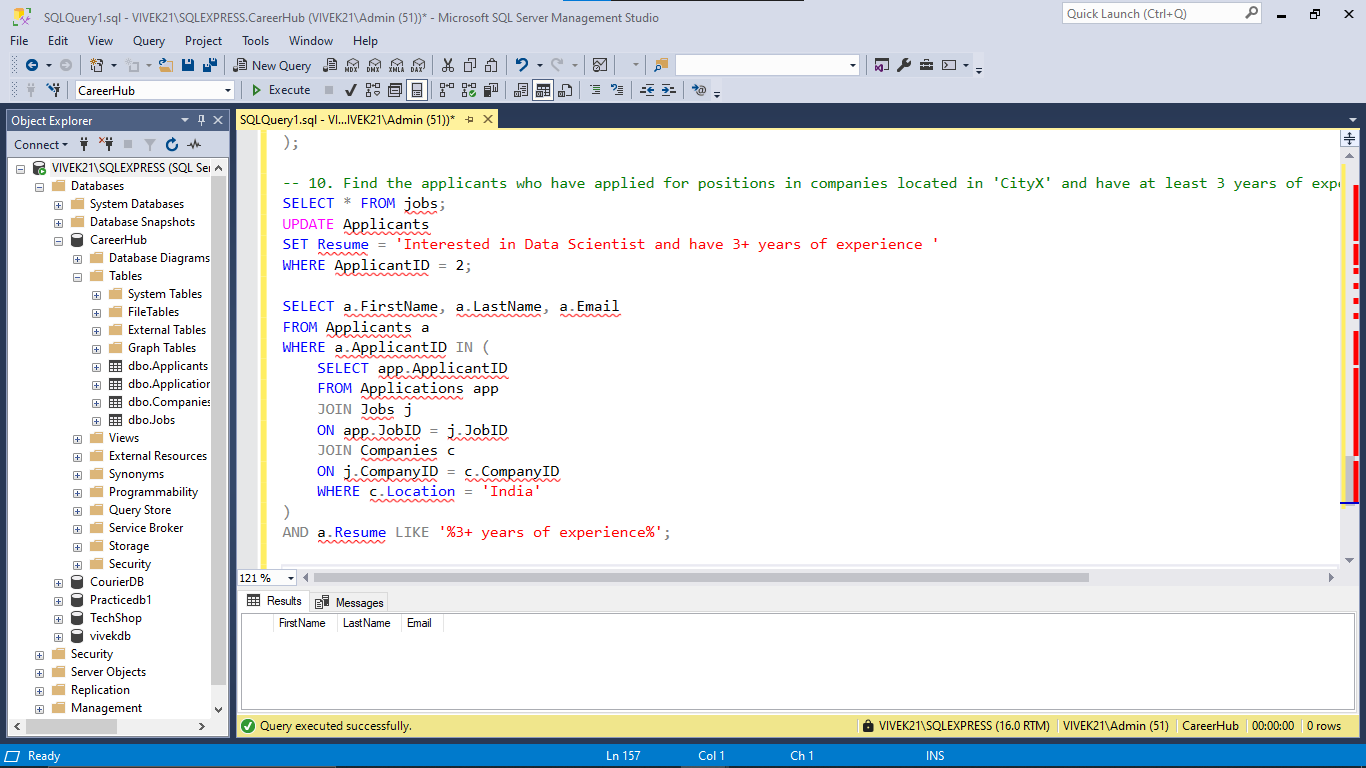 SQLQuery1.sql - VIVEK21\SQLEXPRESS.CareerHub (VIVEK21\Admin (51))* - Microsoft SQL Server Management Studio
Quick Launch (Ctrl+Q)
File Edit View Query Project Tools Window Help
New Query
MDX DMX XMLA DAX
CareerHub
Execute
Object Explorer
SQLQuery1.sql - VI...IVEK21\Admin (51))*
Connect
VIVEK21\SQLEXPRESS (SQL Ser
Databases
System Databases
Database Snapshots
CareerHub
Database Diagrams
Tables
System Tables
FileTables
External Tables
Graph Tables
dbo.Applicants
dbo.Application
dbo.Companies
dbo.Jobs
Views
External Resources
Synonyms
Programmability
Query Store
Service Broker
Storage
Security
CourierDB
Practicedb1
TechShop
vivekdb
Security
Server Objects
Replication
Management
);
-- 10. Find the applicants who have applied for positions in companies located in 'CityX' and have at least 3 years of expe
SELECT * FROM jobs;
UPDATE Applicants
SET Resume = 'Interested in Data Scientist and have 3+ years of experience '
WHERE ApplicantID = 2;
SELECT a.FirstName, a.LastName, a.Email
FROM Applicants a
WHERE a.ApplicantID IN (
SELECT app.ApplicantID
FROM Applications app
JOIN Jobs j
ON app.JobID = j.JobID
JOIN Companies c
ON j.CompanyID = c.CompanyID
WHERE c.Location = 'India'
)
AND a.Resume LIKE '%3+ years of experience%';
121 %
Results Messages
FirstName LastName Email
Query executed successfully.
VIVEK21\SQLEXPRESS (16.0 RTM) VIVEK21\Admin (51) CareerHub 00:00:00 0 rows
Ready Ln 157 Col 1 Ch 1 INS